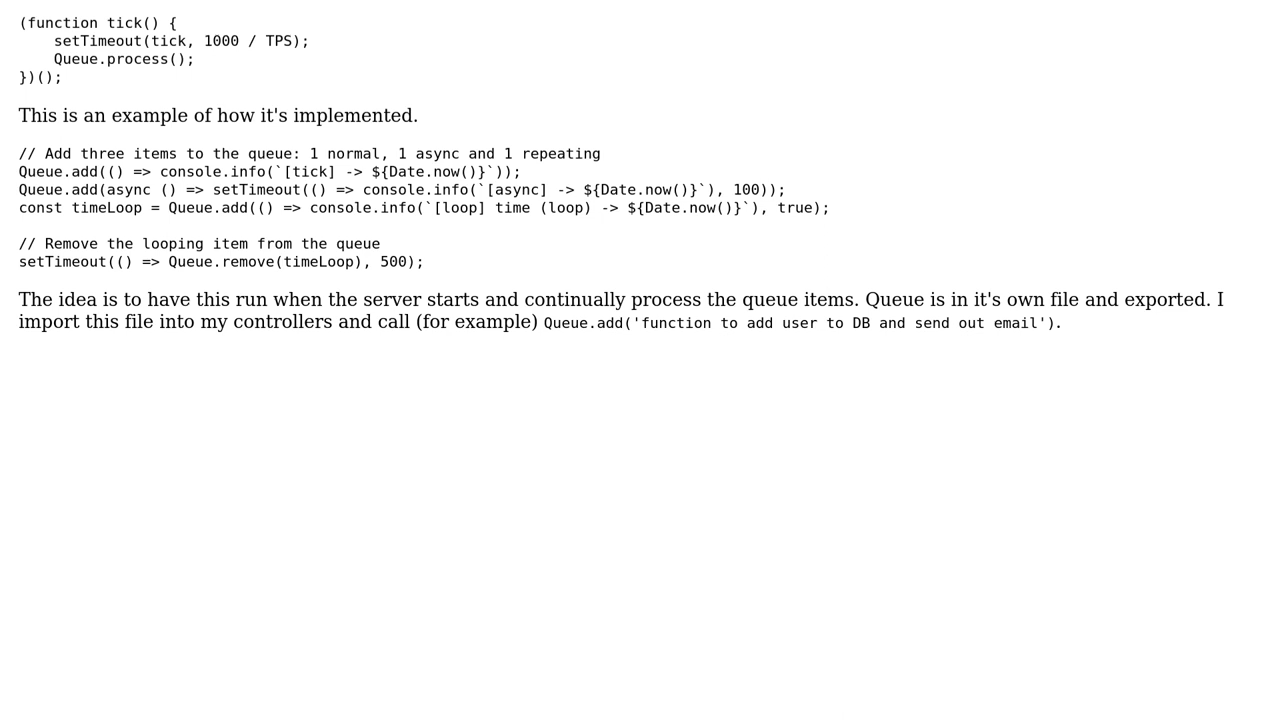 (function tick() {
    setTimeout(tick, 1000 / TPS);
    Queue.process();
})();
This is an example of how it's implemented.
// Add three items to the queue: 1 normal, 1 async and 1 repeating
Queue.add(() => console.info(`[tick] -> ${Date.now()}`));
Queue.add(async () => setTimeout(() => console.info(`[async] -> ${Date.now()}`), 100));
const timeLoop = Queue.add(() => console.info(`[loop] time (loop) -> ${Date.now()}`), true);
// Remove the looping item from the queue
setTimeout(() => Queue.remove(timeLoop), 500);
The idea is to have this run when the server starts and continually process the queue items. Queue is in it's own file and exported. I
import this file into my controllers and call (for example) Queue.add('function to add user to DB and send out email').